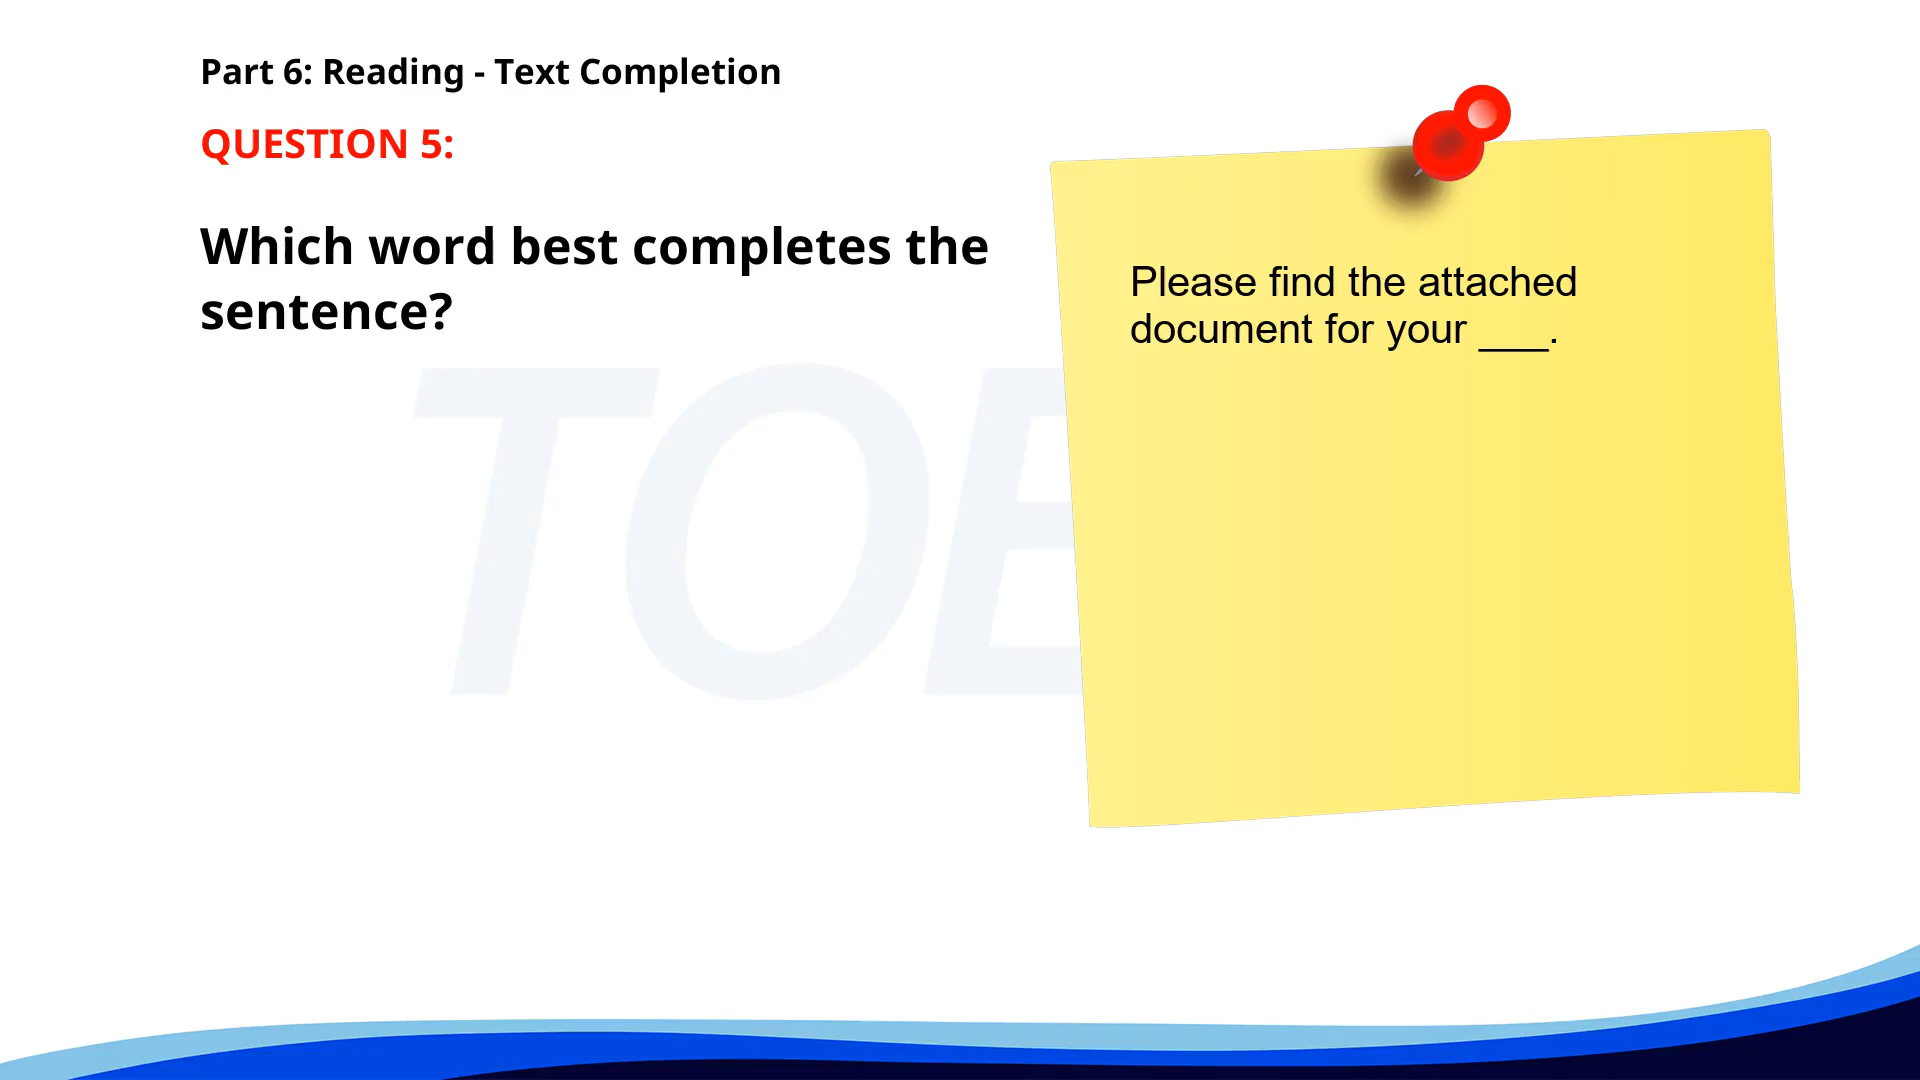 Part 6: Reading - Text Completion
QUESTION 5:
Which word best completes the
sentence?
Please find the attached
document for your ___.
TOE